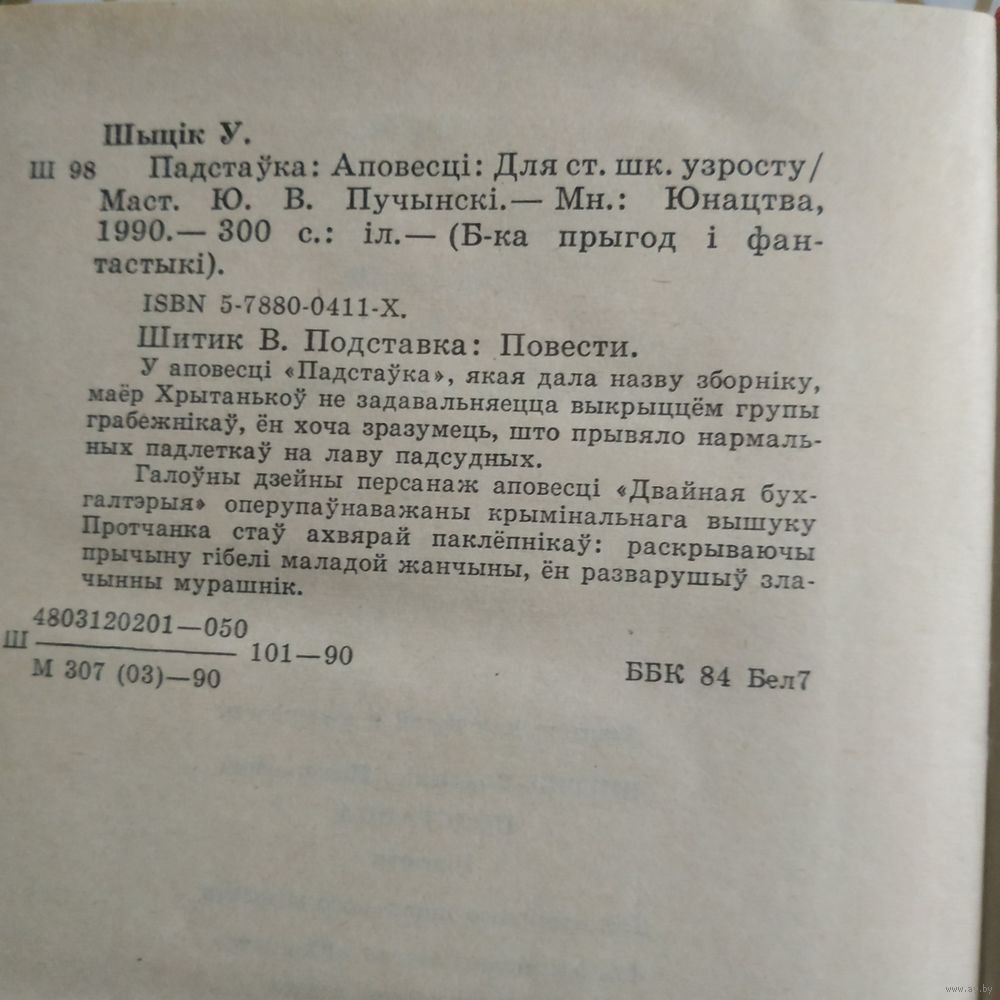 Шыцік У.
Ш 98 Падстаўка: Аповесці: Для ст. шк. узросту/
Маст. Ю. В. Пучынскі.— Мн.: Юнацтва,
1990.— 300 с.: іл.— (Б-ка прыгод і фан-
тастыкі).
ISBN 5-7880-0411-X.
Шитик В. Подставка: Повести.
У аповесці «Падстаўка», якая дала назву зборніку,
маёр Хрытанькоў не задавальняецца выкрыццём групы
грабежнікаў, ён хоча зразумець, што прывяло нармаль-
ных падлеткаў на лаву падсудных.
Галоўны дзейны персанаж аповесці «Двайная бух-
галтэрыя» оперупаўнаважаны крымінальнага вышуку
Протчанка стаў ахвярай паклёпнікаў: раскрываючы
прычыну гібелі маладой жанчыны, ён разварушыў зла-
чынны мурашнік.
4803120201—050
Ш 101—90
М 307 (03)—90
ББК 84 Бел7
www.ay.by